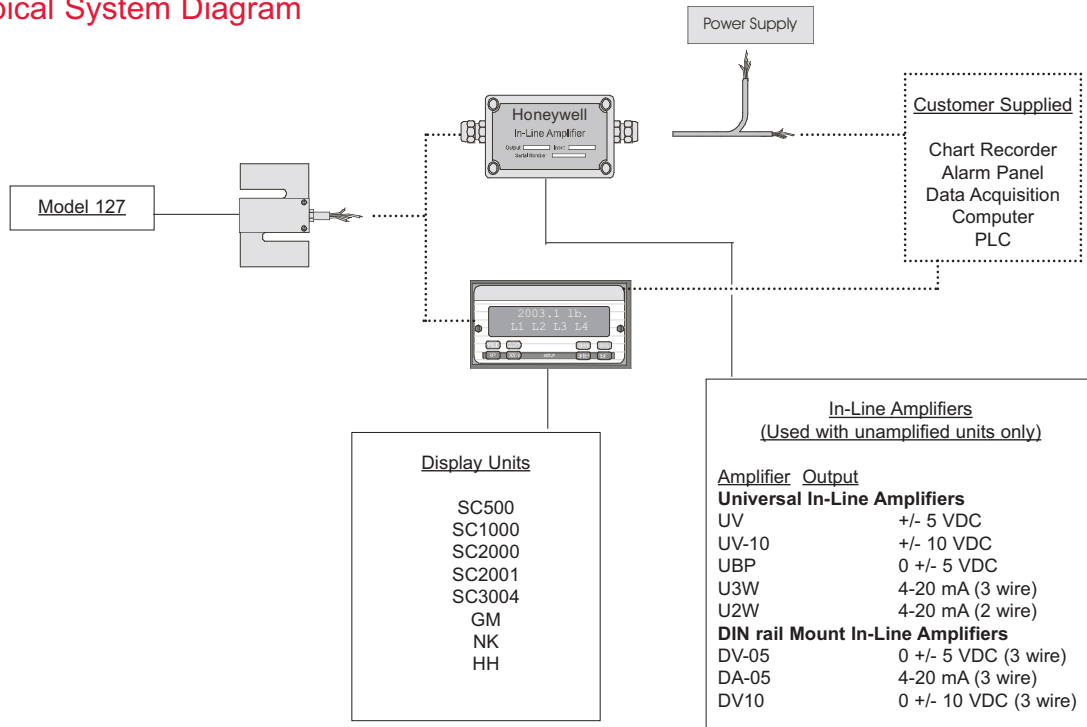 pical System Diagram
Power Supply
Honeywell
In-Line Amplifier
Output
Serial Number
Customer Supplied
Chart Recorder
Alarm Panel
Data Acquisition
Computer
PLC
Model 127
2003.1 lb.
L1 L2 L3 L4
Display Units
SC500
SC1000
SC2000
SC2001
SC3004
GM
NK
HH
In-Line Amplifiers
(Used with unamplified units only)
Amplifier Output
Universal In-Line Amplifiers
UV +/- 5 VDC
UV-10 +/- 10 VDC
UBP 0 +/- 5 VDC
U3W 4-20 mA (3 wire)
U2W 4-20 mA (2 wire)
DIN rail Mount In-Line Amplifiers
DV-05 0 +/- 5 VDC (3 wire)
DA-05 4-20 mA (3 wire)
DV10 0 +/- 10 VDC (3 wire)